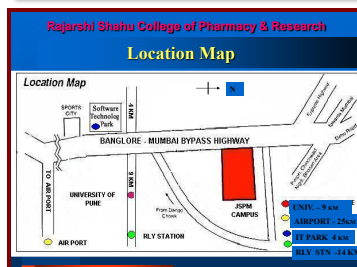 Rajarshi Shahu College of Pharmacy & Research
Location Map
Location Map
N
SPORTS
CITY
Software
Technolog
Park
4 KM
BANGLORE - MUMBAI BYPASS HIGHWAY
TO AIR PORT
UNIVERSITY OF
PUNE
9 KM
From Dange
Chowk
JSPM
CAMPUS
AIR PORT
RLY STATION
UNIV. – 9 KM
AIRPORT - 25KM
IT PARK 4 KM
RLY STN –14 KM